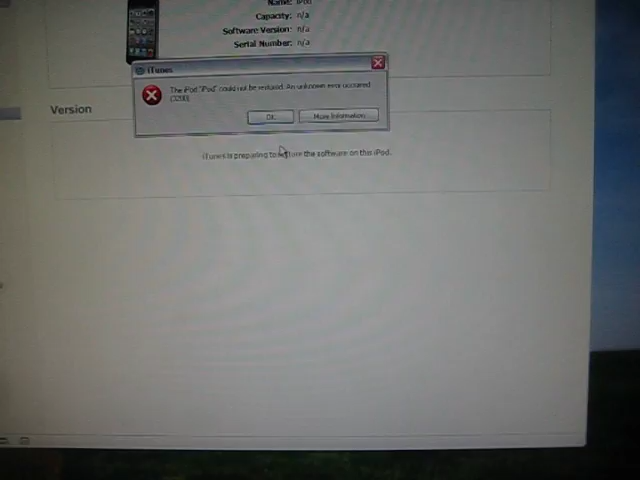 Name: iPod
Capacity: n/a
Software Version: n/a
Serial Number: n/a
iTunes
The iPod "iPod" could not be restored. An unknown error occurred
OK
More Information
Version
iTunes is preparing to restore the software on this iPod.